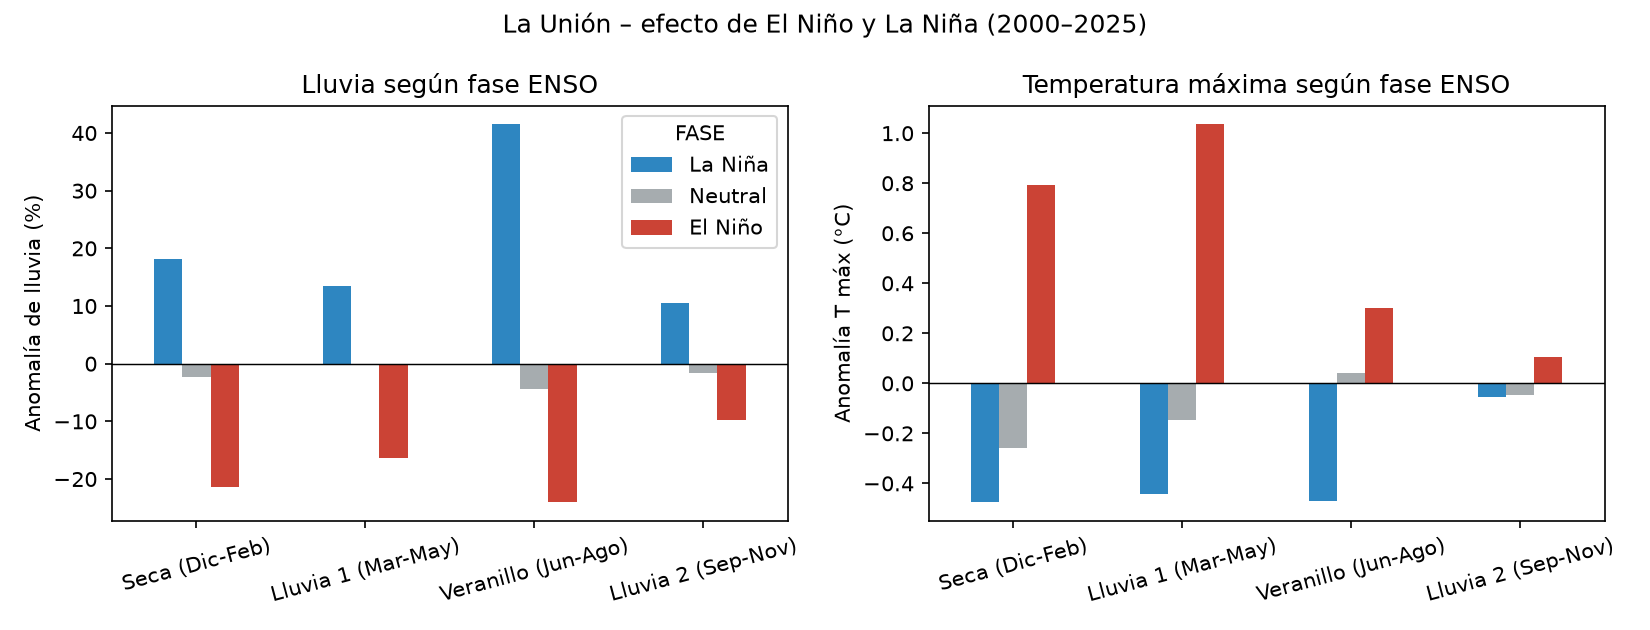 La Unión – efecto de El Niño y La Niña (2000–2025)
Lluvia según fase ENSO
Anomalía de lluvia (%)
40
30
20
10
0
−10
−20
FASE
La Niña
Neutral
El Niño
Seca (Dic-Feb)
Lluvia 1 (Mar-May)
Veranillo (Jun-Ago)
Lluvia 2 (Sep-Nov)
Temperatura máxima según fase ENSO
Anomalía T máx (°C)
1.0
0.8
0.6
0.4
0.2
0.0
−0.2
−0.4
Seca (Dic-Feb)
Lluvia 1 (Mar-May)
Veranillo (Jun-Ago)
Lluvia 2 (Sep-Nov)